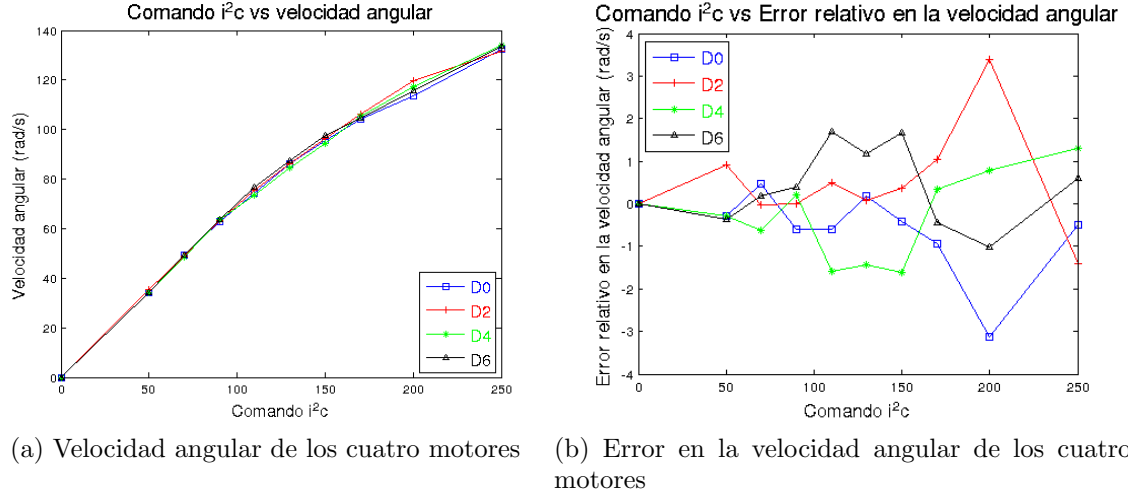 Comando i²c vs velocidad angular
140
120
100
80
60
40
20
0
Velocidad angular (rad/s)
D0
D2
D4
D6
0 50 100 150 200 250
Comando i²c
(a) Velocidad angular de los cuatro motores
Comando i²c vs Error relativo en la velocidad angular
4
3
2
1
0
-1
-2
-3
-4
Error relativo en la velocidad angular (rad/s)
D0
D2
D4
D6
0 50 100 150 200 250
Comando i²c
(b) Error en la velocidad angular de los cuatro
motores